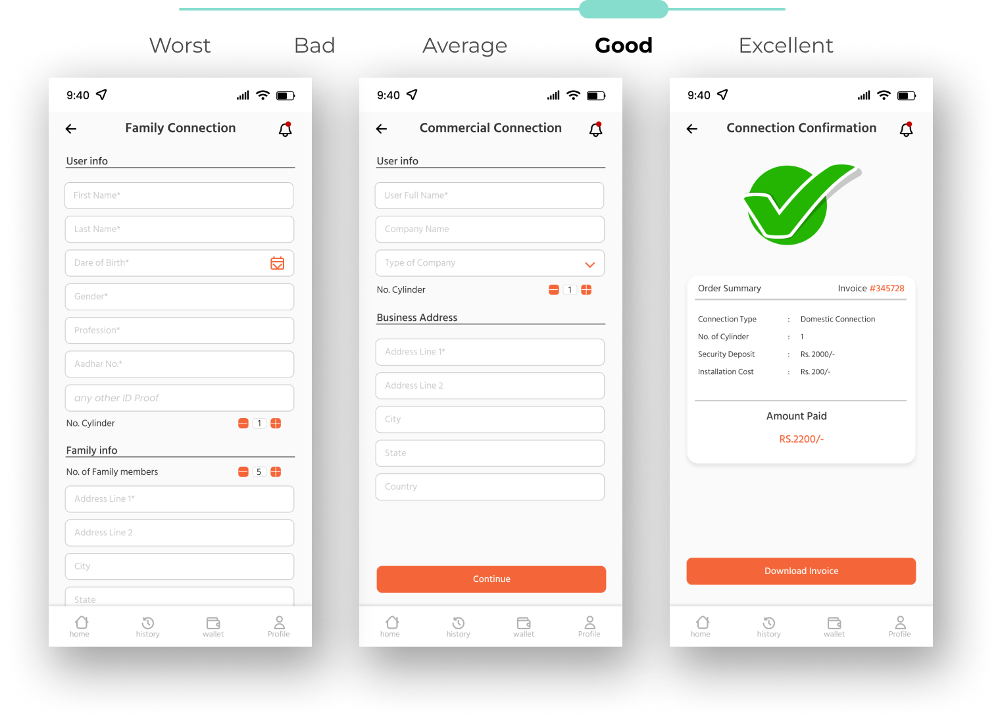 Worst Bad Average Good Excellent
9:40
Family Connection
User info
First Name*
Last Name*
Dare of Birth*
Gender*
Profession*
Aadhar No.*
any other ID Proof
No. Cylinder 1
Family info
No. of Family members 5
Address Line 1*
Address Line 2
City
State
home history wallet Profile
9:40
Commercial Connection
User info
User Full Name*
Company Name
Type of Company
No. Cylinder 1
Business Address
Address Line 1*
Address Line 2
City
State
Country
Continue
home history wallet Profile
9:40
Connection Confirmation
Order Summary Invoice #345728
Connection Type : Domestic Connection
No. of Cylinder : 1
Security Deposit : Rs. 2000/-
Installation Cost : Rs. 200/-
Amount Paid
RS.2200/-
Download Invoice
home history wallet Profile